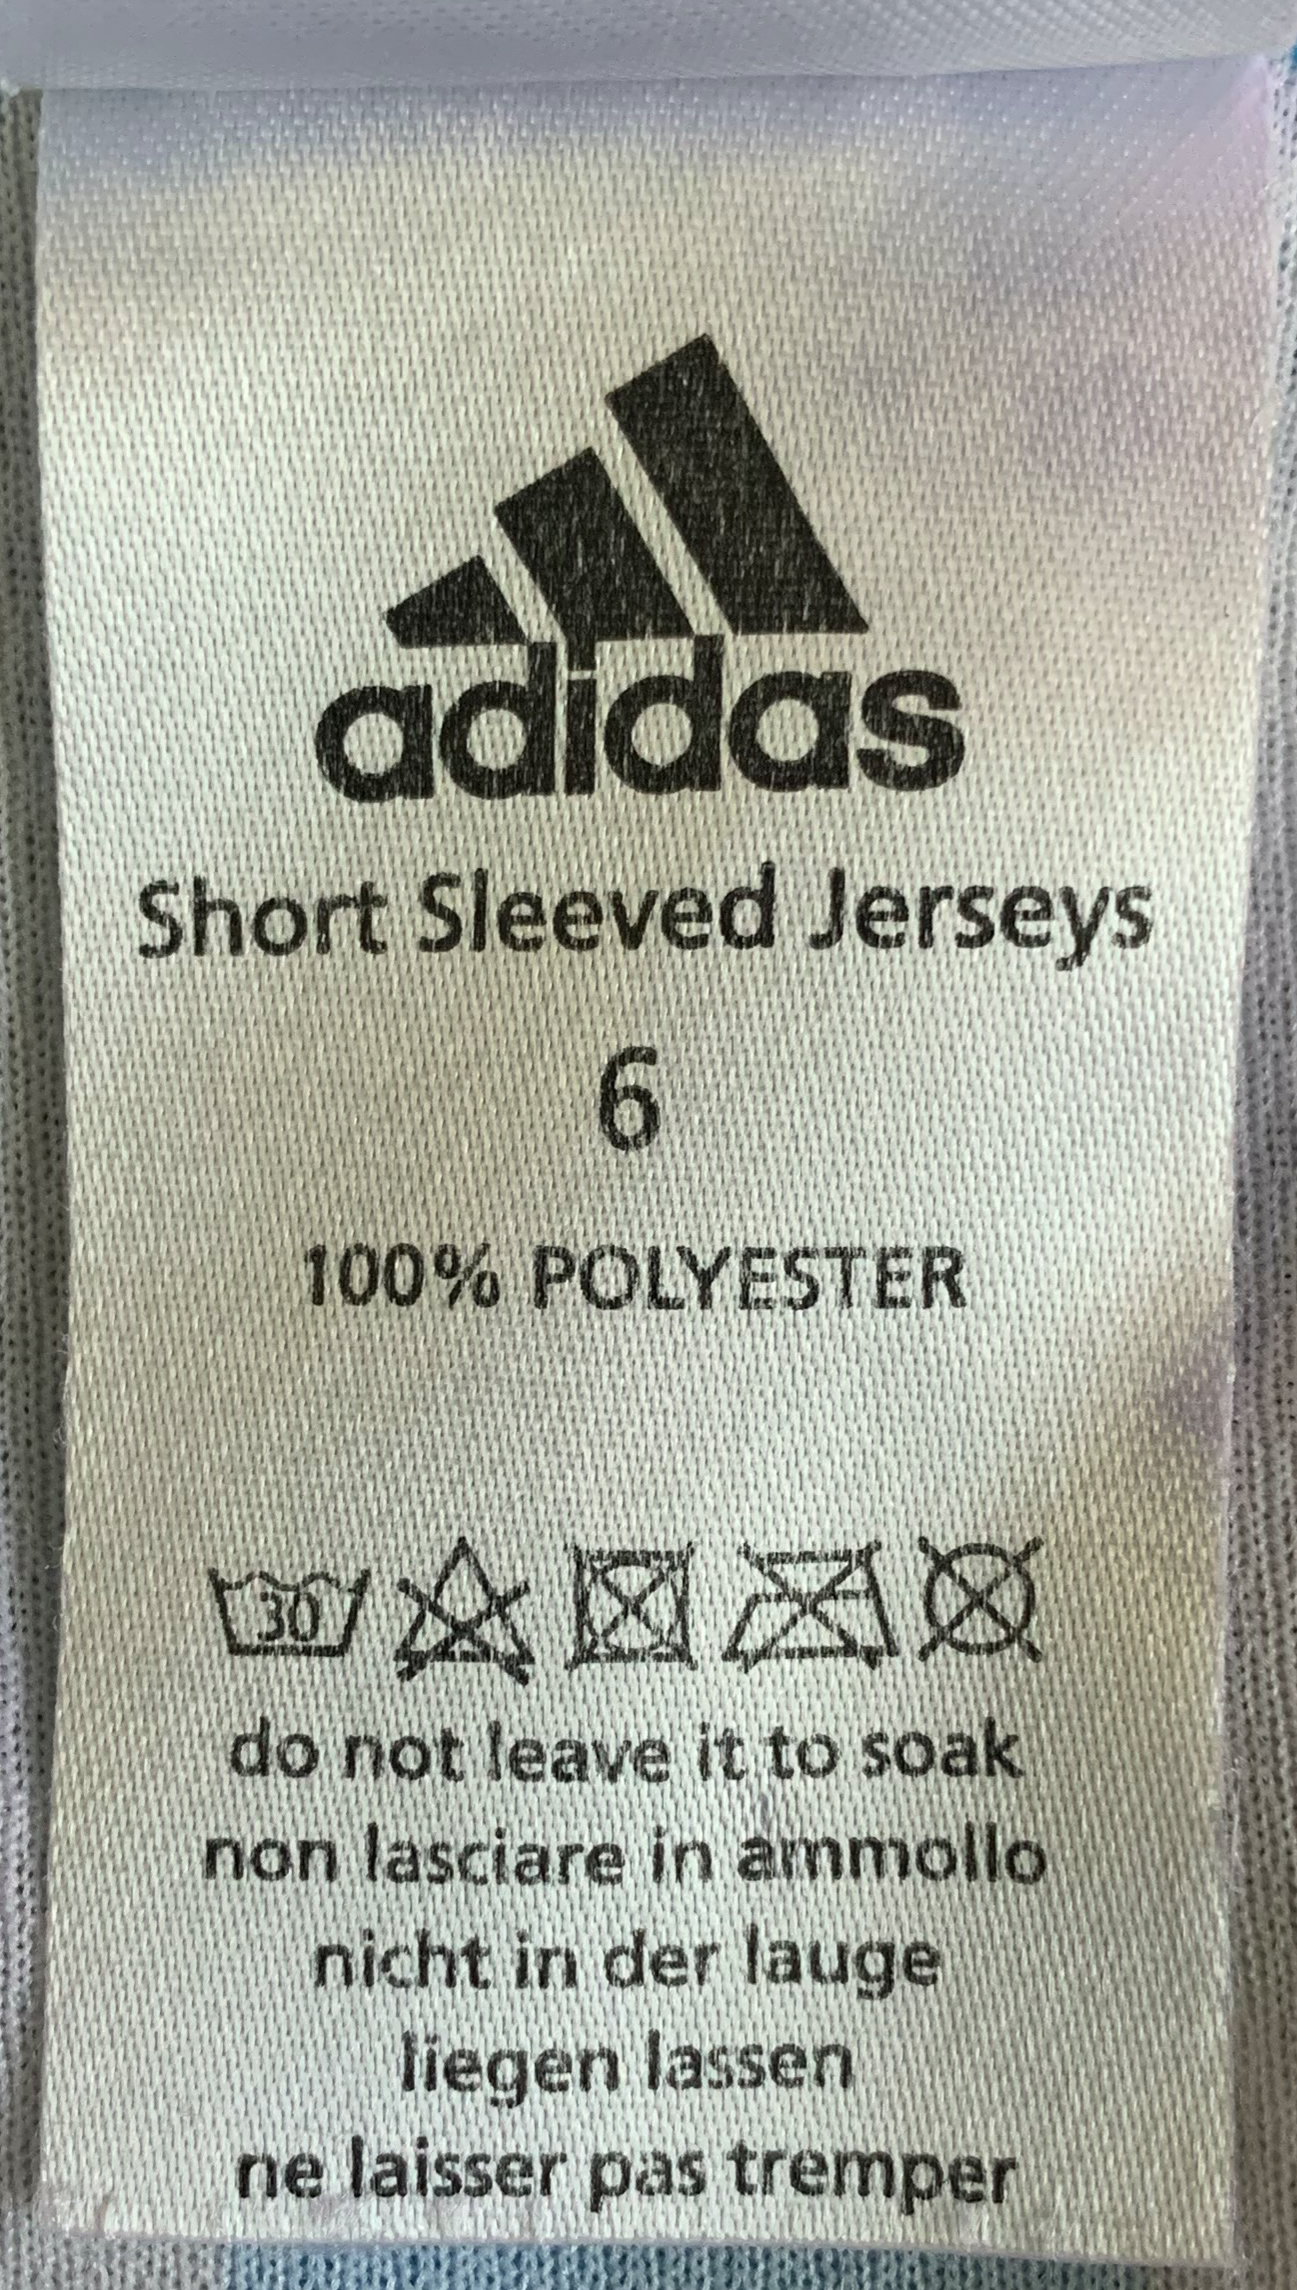 adidas
Short Sleeved Jerseys
6
100% POLYESTER
30
do not leave it to soak
non lasciare in ammollo
nicht in der lauge
liegen lassen
ne laisser pas tremper